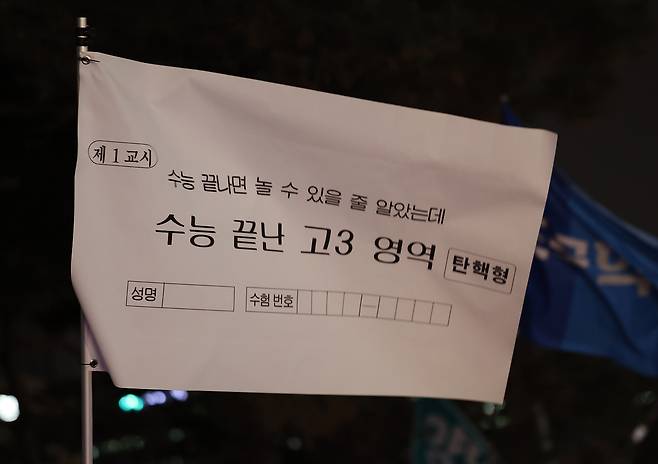 제 1 교시
수능 끝나면 놀 수 있을 줄 알았는데
수능 끝난 고3 영역 탄핵형
성명 수험 번호 —